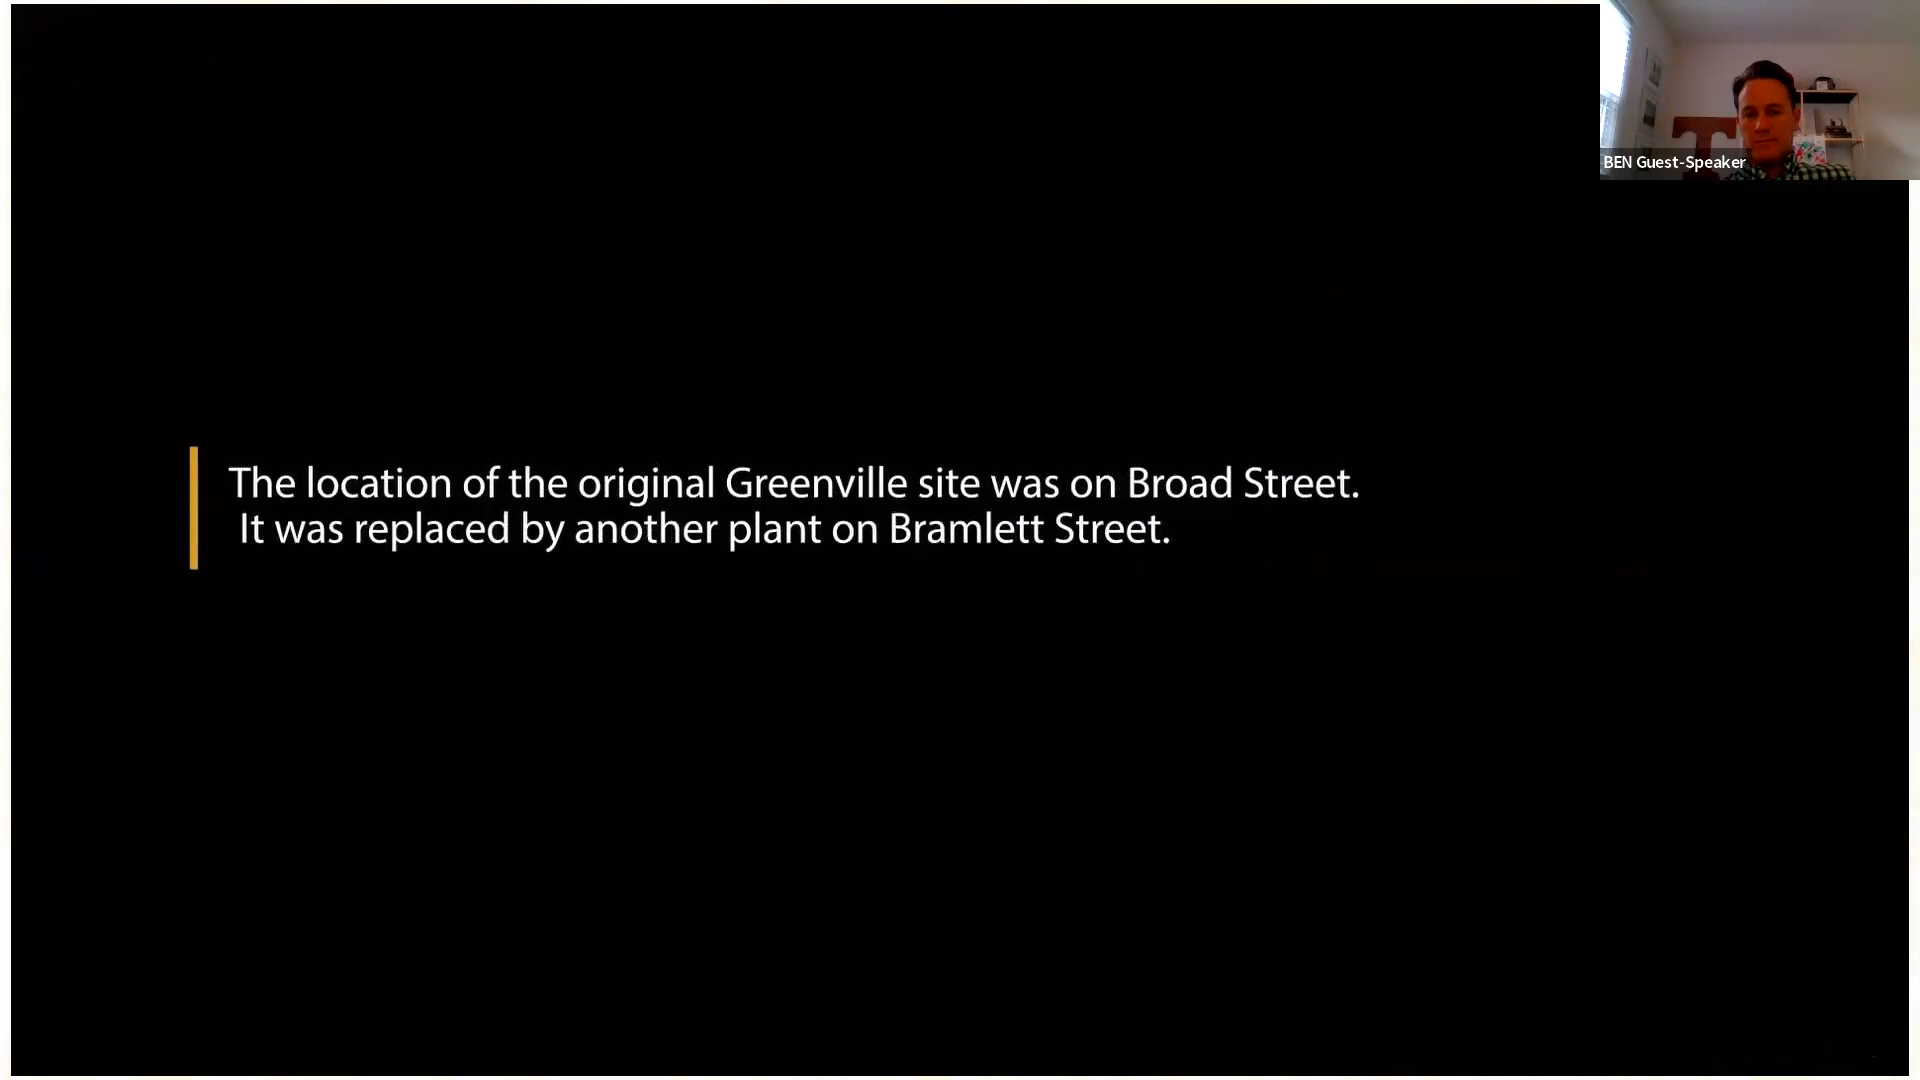 BEN Guest-Speaker
The location of the original Greenville site was on Broad Street.
It was replaced by another plant on Bramlett Street.